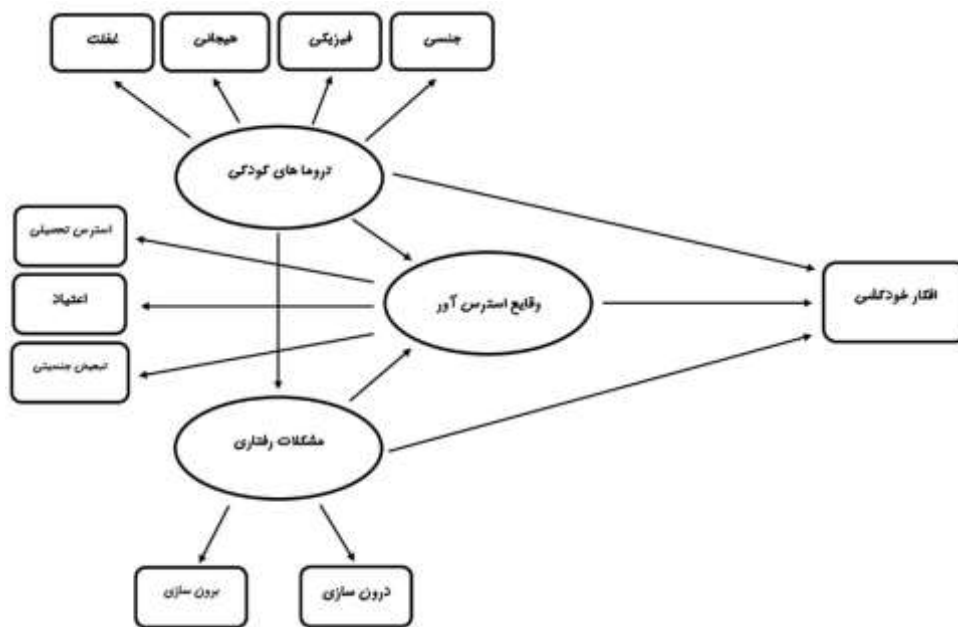 جنسی
فیزیکی
هیجانی
غفلت
تروما های کودکی
استرس تحصیلی
وقایع استرس آور
افکار خودکشی
اعتیاد
تبعیض جنسیتی
مشکلات رفتاری
درون سازی
برون سازی